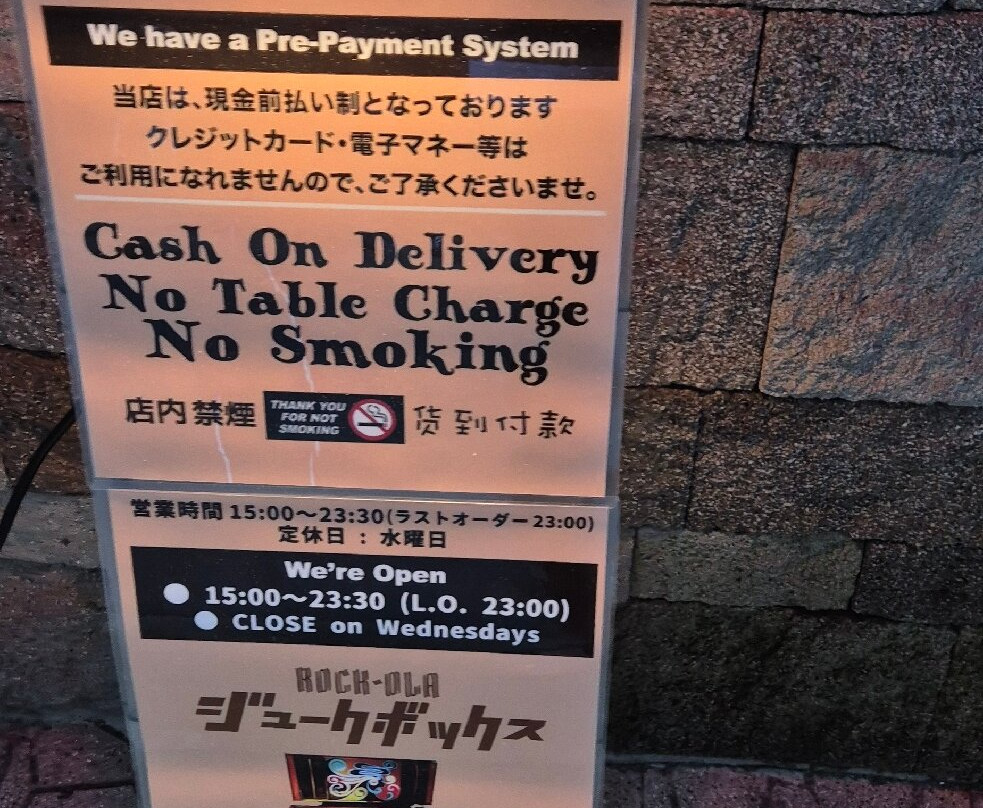 We have a Pre-Payment System
当店は、現金前払い制となっております
クレジットカード・電子マネー等は
ご利用になれませんので、ご了承くださいませ。
Cash On Delivery
No Table Charge
No Smoking
店内禁煙
THANK YOU
FOR NOT
SMOKING
货到付款
営業時間 15:00～23:30(ラストオーダー23:00)
定休日 : 水曜日
We're Open
● 15:00～23:30 (L.O. 23:00)
● CLOSE on Wednesdays
ROCK-OLA
ジュークボックス